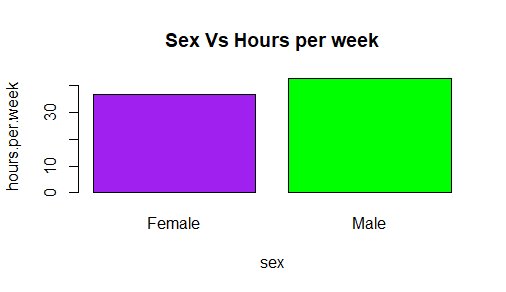 Sex Vs Hours per week
hours.per.week
30
10
0
Female Male
sex